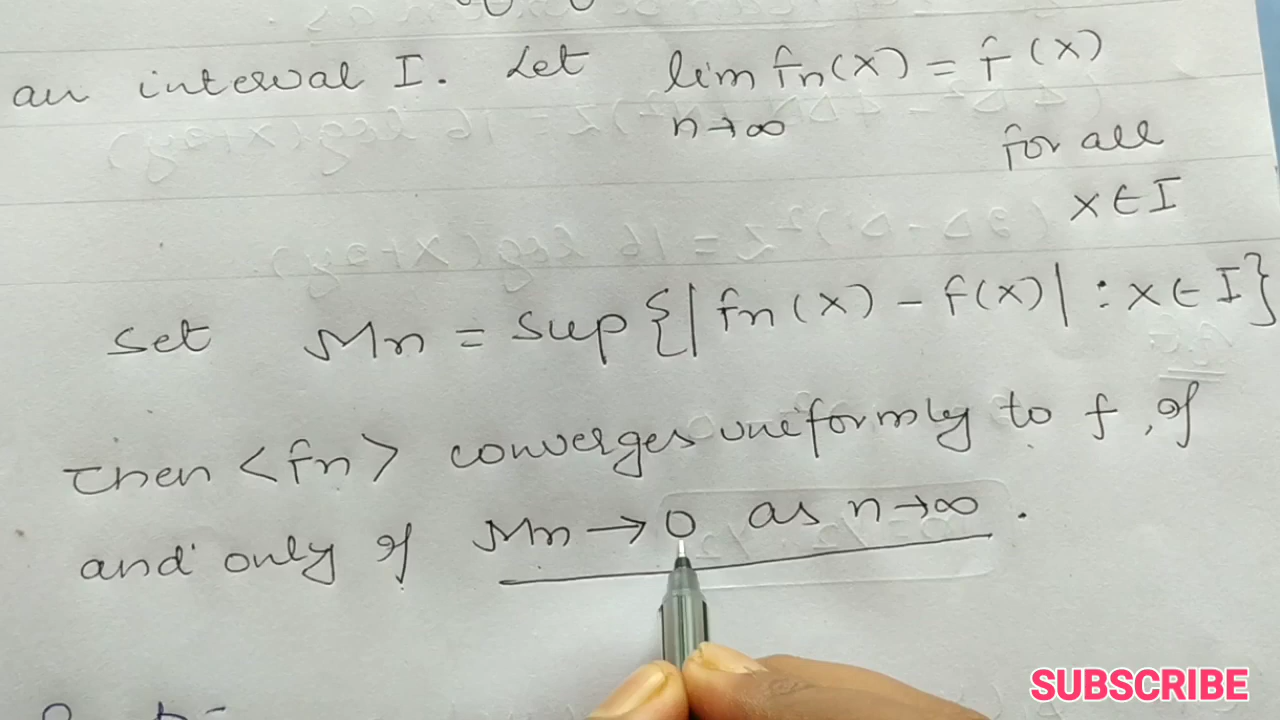 an interval I. Let lim fn(x) = f(x)
n→∞
for all
x∈I
Set Mn = Sup{|fn(x) - f(x)| : x∈I}
then <fn> converges uniformly to f, if
and only if Mn→0 as n→∞.
SUBSCRIBE